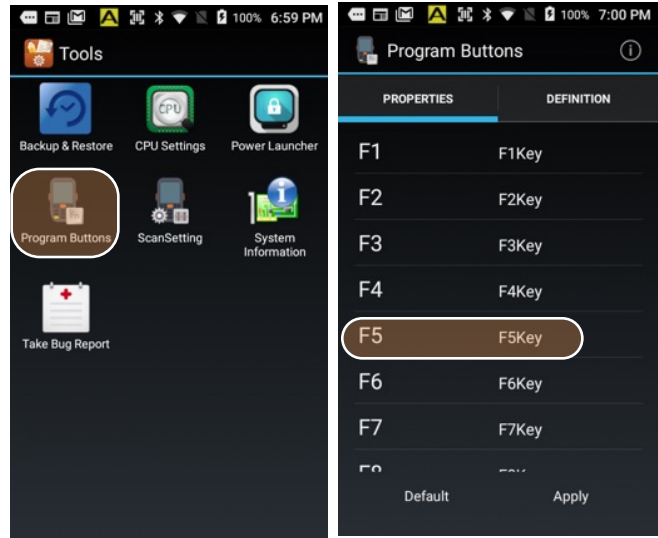 100% 6:59 PM
Tools
Backup & Restore CPU Settings Power Launcher
Program Buttons ScanSetting System
Information
Take Bug Report
100% 7:00 PM
Program Buttons
PROPERTIES DEFINITION
F1 F1Key
F2 F2Key
F3 F3Key
F4 F4Key
F5 F5Key
F6 F6Key
F7 F7Key
Default Apply